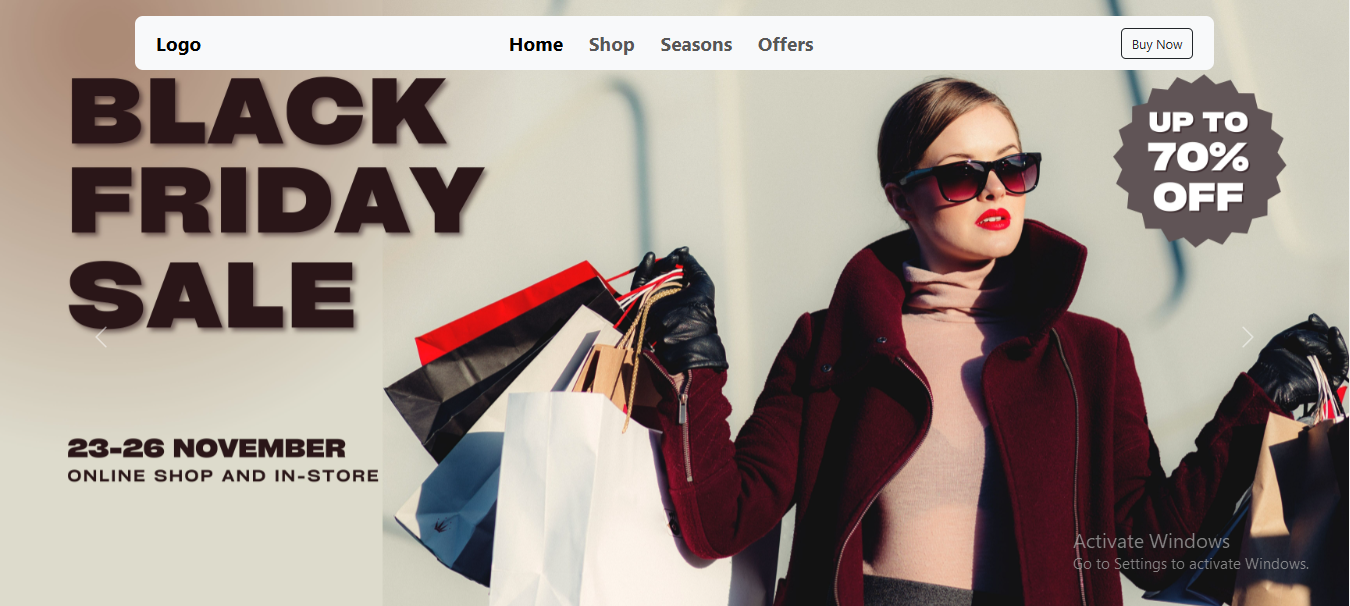 Logo
Home Shop Seasons Offers
Buy Now
BLACK
FRIDAY
SALE
UP TO
70%
OFF
23-26 NOVEMBER
ONLINE SHOP AND IN-STORE
Activate Windows
Go to Settings to activate Windows.